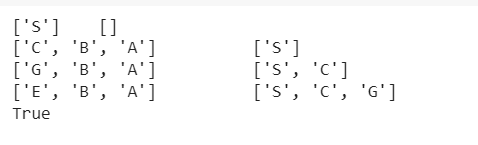 ['S']    []
['C', 'B', 'A']          ['S']
['G', 'B', 'A']          ['S', 'C']
['E', 'B', 'A']          ['S', 'C', 'G']
True